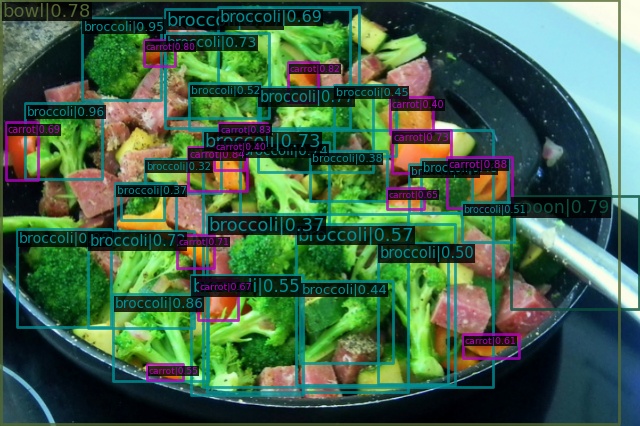 bowl|0.78
broccoli|0.69
broccoli|0.95
broccoli|0.73
carrot|0.80
carrot|0.82
broccoli|0.52
broccoli|0.45
carrot|0.40
broccoli|0.96
carrot|0.69
carrot|0.83
broccoli|0.73
carrot|0.73
carrot|0.40
broccoli|0.38
broccoli|0.32
carrot|0.88
broccoli|0.37
carrot|0.65
broccoli|0.51
spoon|0.79
broccoli|0.37
broccoli|0.57
carrot|0.71
broccoli|0.50
carrot|0.67
broccoli|0.55
broccoli|0.44
broccoli|0.86
carrot|0.61
carrot|0.55